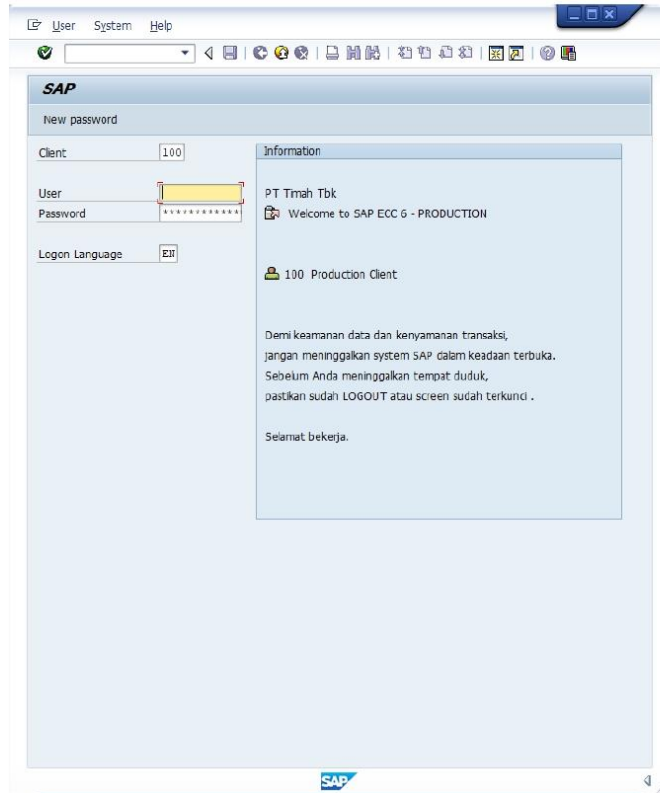 User System Help
SAP
New password
Client 100
User
Password ************
Logon Language EN
Information
PT Timah Tbk
Welcome to SAP ECC 6 - PRODUCTION
100 Production Client
Demi keamanan data dan kenyamanan transaksi,
jangan meninggalkan system SAP dalam keadaan terbuka.
Sebelum Anda meninggalkan tempat duduk,
pastikan sudah LOGOUT atau screen sudah terkunci .
Selamat bekerja.
SAP